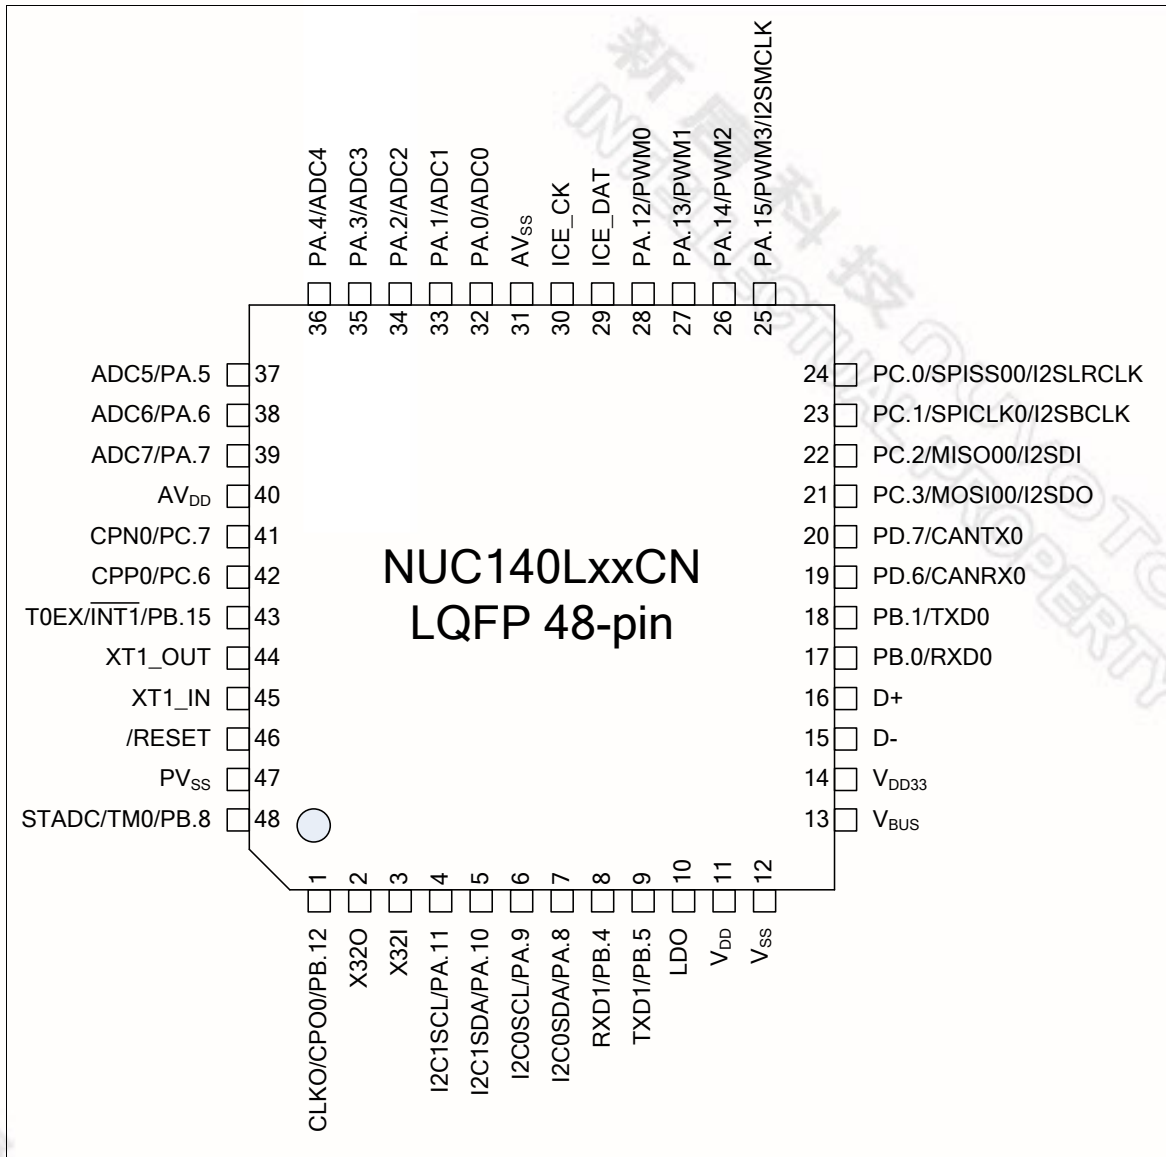 PA.4/ADC4
PA.3/ADC3
PA.2/ADC2
PA.1/ADC1
PA.0/ADC0
AVSS
ICE_CK
ICE_DAT
PA.12/PWM0
PA.13/PWM1
PA.14/PWM2
PA.15/PWM3/I2SMCLK
36
35
34
33
32
31
30
29
28
27
26
25
ADC5/PA.5 37
ADC6/PA.6 38
ADC7/PA.7 39
AVDD 40
CPN0/PC.7 41
CPP0/PC.6 42
T0EX/INT1/PB.15 43
XT1_OUT 44
XT1_IN 45
/RESET 46
PVSS 47
STADC/TM0/PB.8 48
NUC140LxxCN
LQFP 48-pin
24 PC.0/SPISS00/I2SLRCLK
23 PC.1/SPICLK0/I2SBCLK
22 PC.2/MISO00/I2SDI
21 PC.3/MOSI00/I2SDO
20 PD.7/CANTX0
19 PD.6/CANRX0
18 PB.1/TXD0
17 PB.0/RXD0
16 D+
15 D-
14 VDD33
13 VBUS
1
2
3
4
5
6
7
8
9
10
11
12
CLKO/CPO0/PB.12
X32O
X32I
I2C1SCL/PA.11
I2C1SDA/PA.10
I2C0SCL/PA.9
I2C0SDA/PA.8
RXD1/PB.4
TXD1/PB.5
LDO
VDD
VSS
新唐科技 nuvoTo
INTELLECTUAL PROPERTY